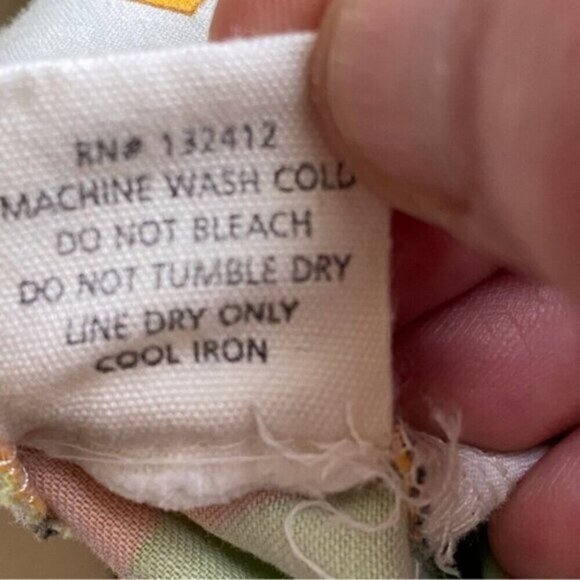 RN# 132412
MACHINE WASH COLD
DO NOT BLEACH
DO NOT TUMBLE DRY
LINE DRY ONLY
COOL IRON